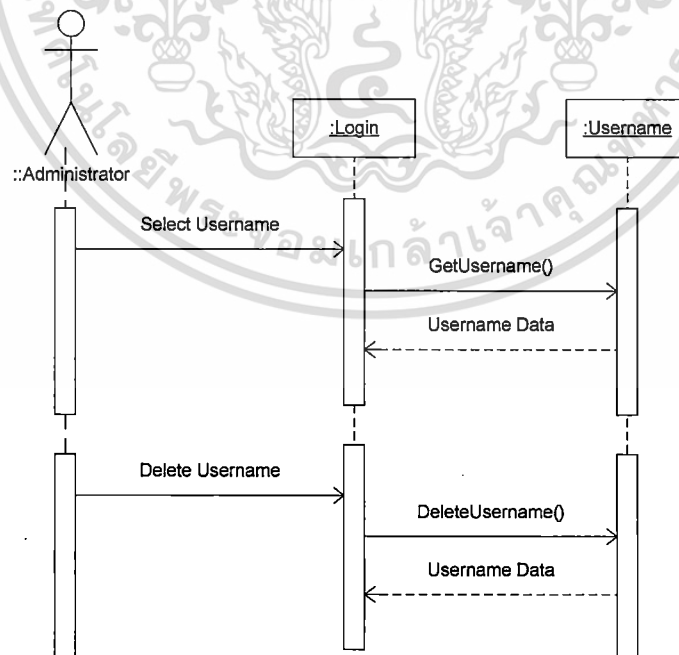 :Login
:Username
::Administrator
Select Username
GetUsername()
Username Data
Delete Username
DeleteUsername()
Username Data